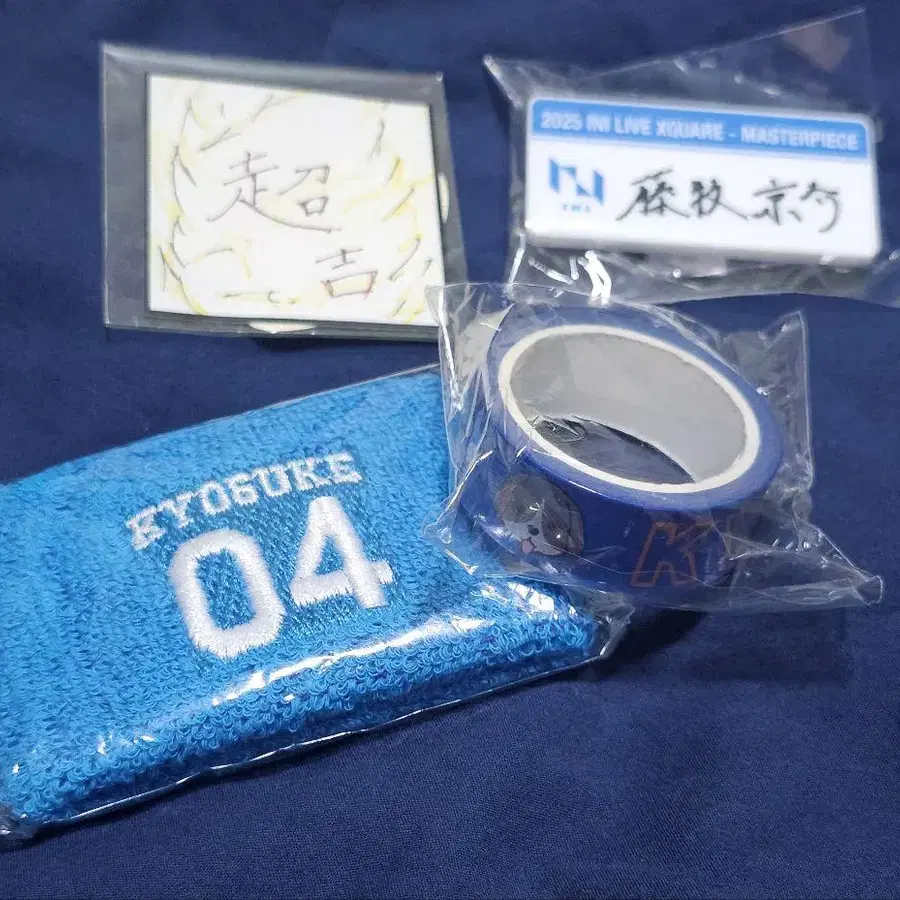 超
吉
2025 INI LIVE XQUARE - MASTERPIECE
INI
藤牧京介
KYOSUKE
04
K